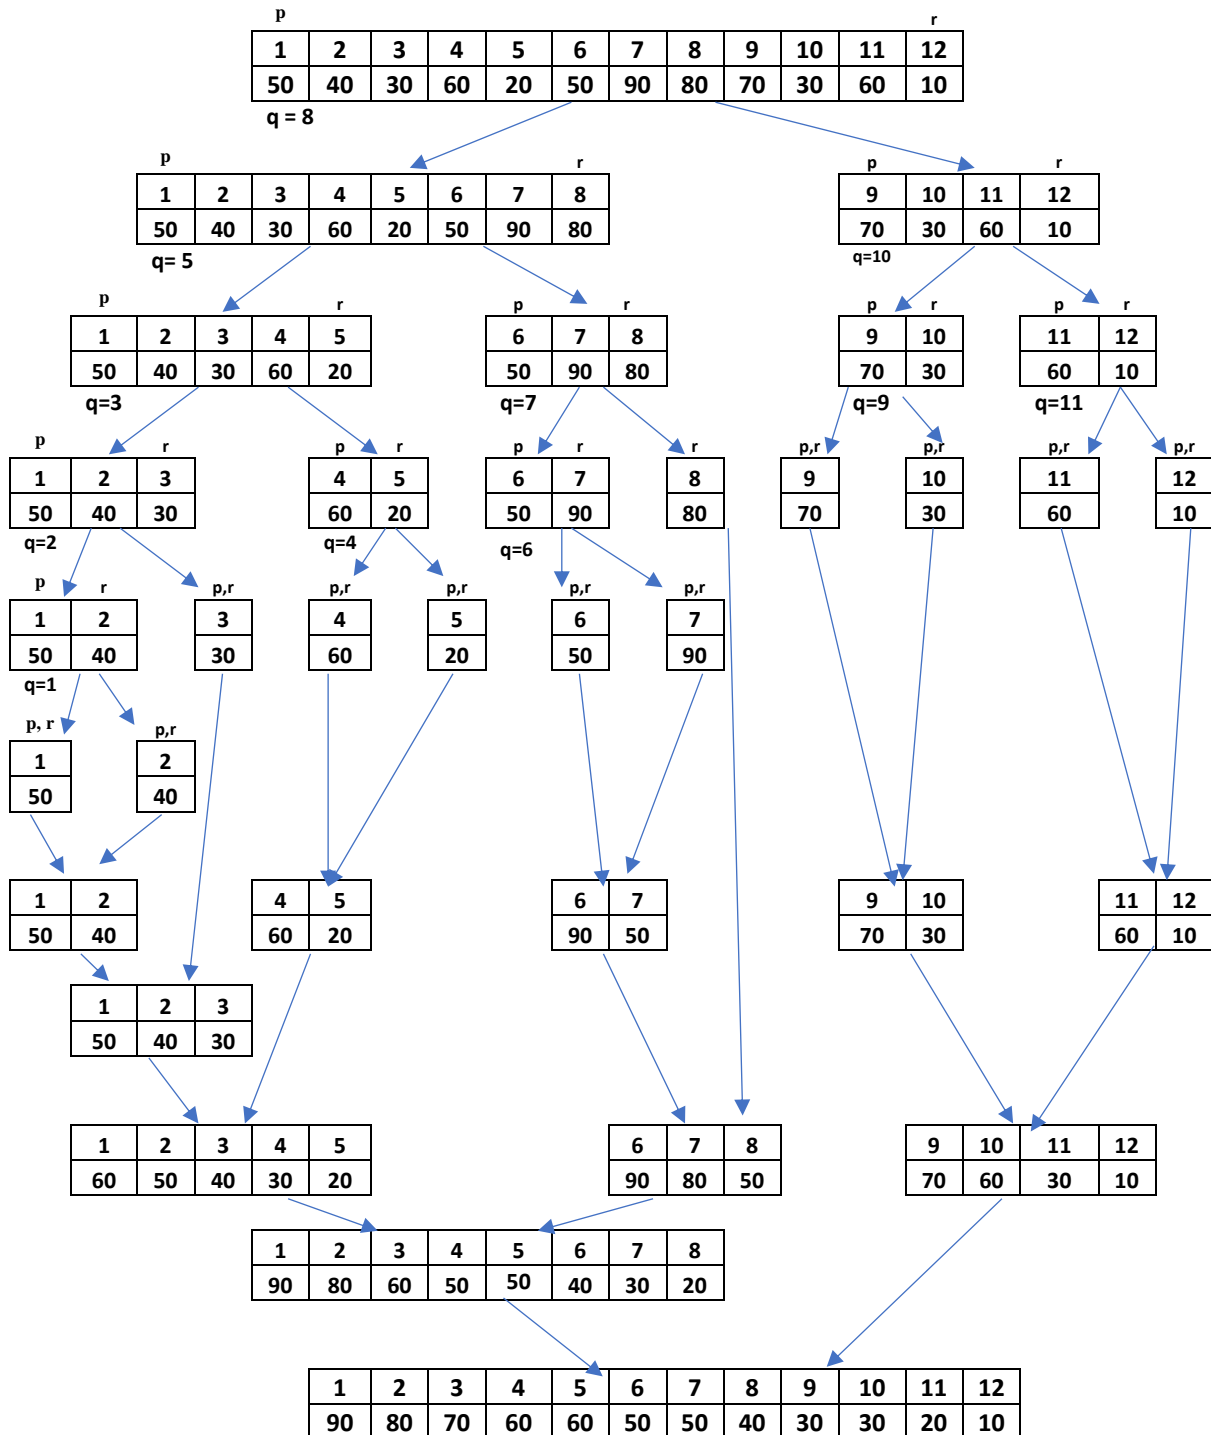 p r
1 2 3 4 5 6 7 8 9 10 11 12
50 40 30 60 20 50 90 80 70 30 60 10
q = 8
p r p r
1 2 3 4 5 6 7 8 9 10 11 12
50 40 30 60 20 50 90 80 70 30 60 10
q= 5 q=10
p r p r p r p r
1 2 3 4 5 6 7 8 9 10 11 12
50 40 30 60 20 50 90 80 70 30 60 10
q=3 q=7 q=9 q=11
p r p r p r r p,r p,r p,r p,r
1 2 3 4 5 6 7 8 9 10 11 12
50 40 30 60 20 50 90 80 70 30 60 10
q=2 q=4 q=6
p r p,r p,r p,r p,r p,r
1 2 3 4 5 6 7
50 40 30 60 20 50 90
q=1
p, r p,r
1 2
50 40
1 2 4 5 6 7 9 10 11 12
50 40 60 20 90 50 70 30 60 10
1 2 3
50 40 30
1 2 3 4 5 6 7 8 9 10 11 12
60 50 40 30 20 90 80 50 70 60 30 10
1 2 3 4 5 6 7 8
90 80 60 50 50 40 30 20
1 2 3 4 5 6 7 8 9 10 11 12
90 80 70 60 60 50 50 40 30 30 20 10